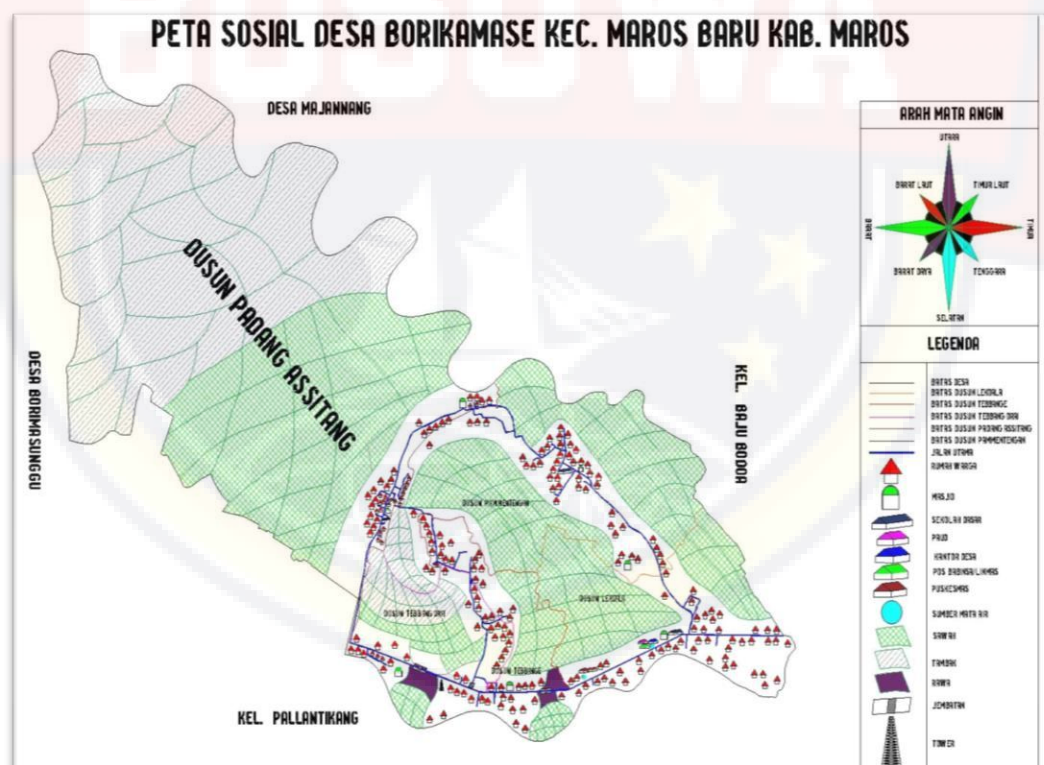 PETA SOSIAL DESA BORIKAMASE KEC. MAROS BARU KAB. MAROS
DESA MAJANNANG
DUSUN PADANG ASSITANG
DESA BORIMASUNGGU
KEL. BAJU BODOA
DUSUN PAMMENTENGAN
DUSUN TEBBANG DAR
DUSUN LEKOALA
DUSUN TEBBANGE
KEL. PALLANTIKANG
ARAH MATA ANGIN
UTARA
BARAT LAUT
TIMUR LAUT
BARAT
TIMUR
BARAT DAYA
TENGGARA
SELATAN
LEGENDA
BATAS DESA
BATAS DUSUN LEKOALA
BATAS DUSUN TEBBANGE
BATAS DUSUN TEBBANG DAR
BATAS DUSUN PADANG ASSITANG
BATAS DUSUN PAMMENTENGAN
JALAN UTAMA
RUMAH WARGA
MASJID
SEKOLAH DASAR
PAUD
KANTOR DESA
POS BABINSA/LINMAS
PUSKESMAS
SUMBER MATA AIR
SAWAH
TAMBAK
RAWA
JEMBATAN
TOWER